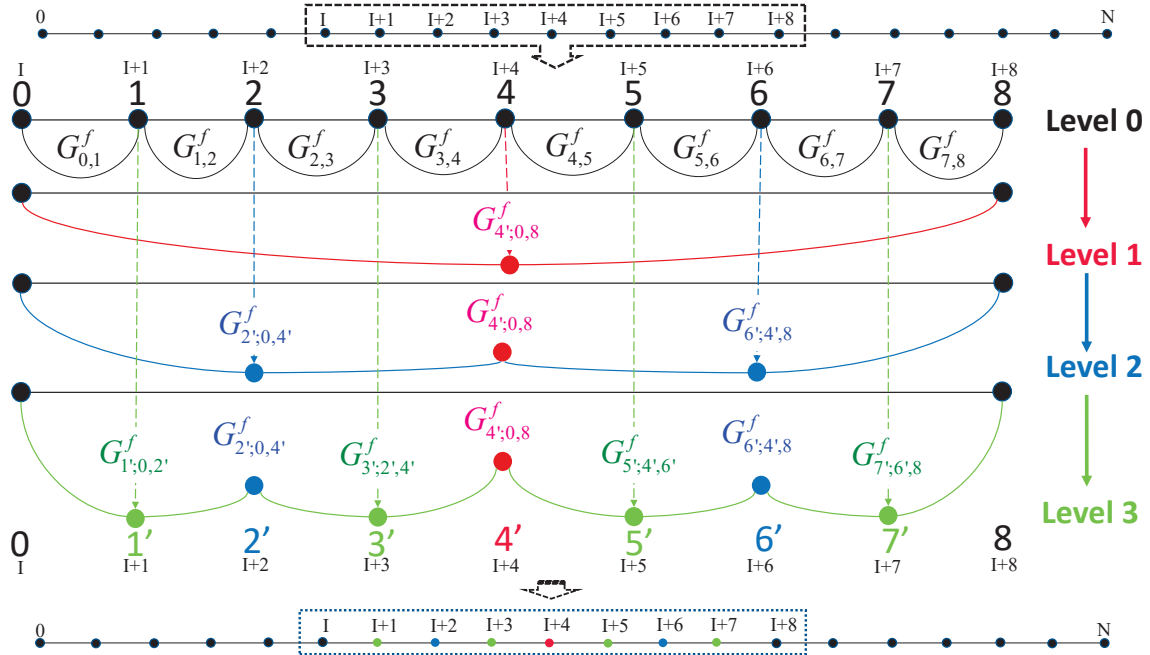 0 I I+1 I+2 I+3 I+4 I+5 I+6 I+7 I+8 N
I I+1 I+2 I+3 I+4 I+5 I+6 I+7 I+8
0 1 2 3 4 5 6 7 8
Level 0
G^f_{0,1} G^f_{1,2} G^f_{2,3} G^f_{3,4} G^f_{4,5} G^f_{5,6} G^f_{6,7} G^f_{7,8}
G^f_{4';0,8}
Level 1
G^f_{2';0,4'} G^f_{4';0,8} G^f_{6';4',8}
Level 2
G^f_{1';0,2'} G^f_{2';0,4'} G^f_{3';2',4'} G^f_{4';0,8} G^f_{5';4',6'} G^f_{6';4',8} G^f_{7';6',8}
Level 3
0 1' 2' 3' 4' 5' 6' 7' 8
I I+1 I+2 I+3 I+4 I+5 I+6 I+7 I+8
0 I I+1 I+2 I+3 I+4 I+5 I+6 I+7 I+8 N